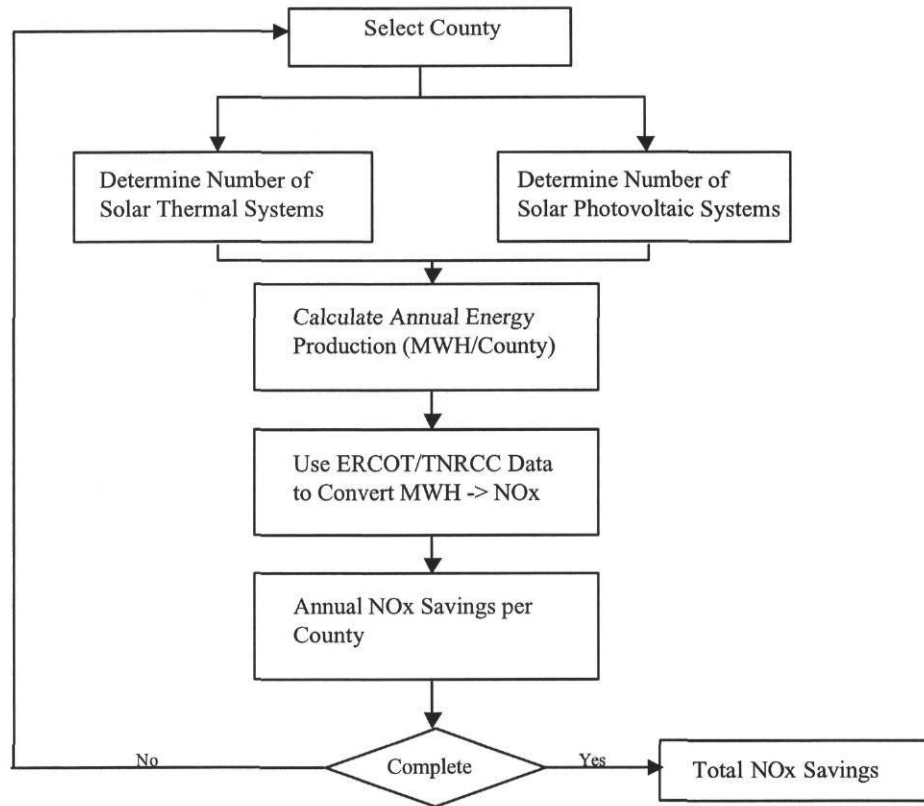 Select County
Determine Number of
Solar Thermal Systems
Determine Number of
Solar Photovoltaic Systems
Calculate Annual Energy
Production (MWH/County)
Use ERCOT/TNRCC Data
to Convert MWH -> NOx
Annual NOx Savings per
County
No
Complete
Yes
Total NOx Savings